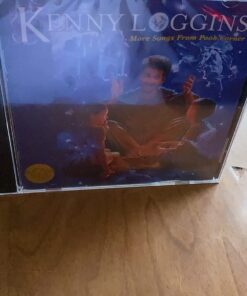 KENNY LOGGINS
More Songs From Pooh Corner